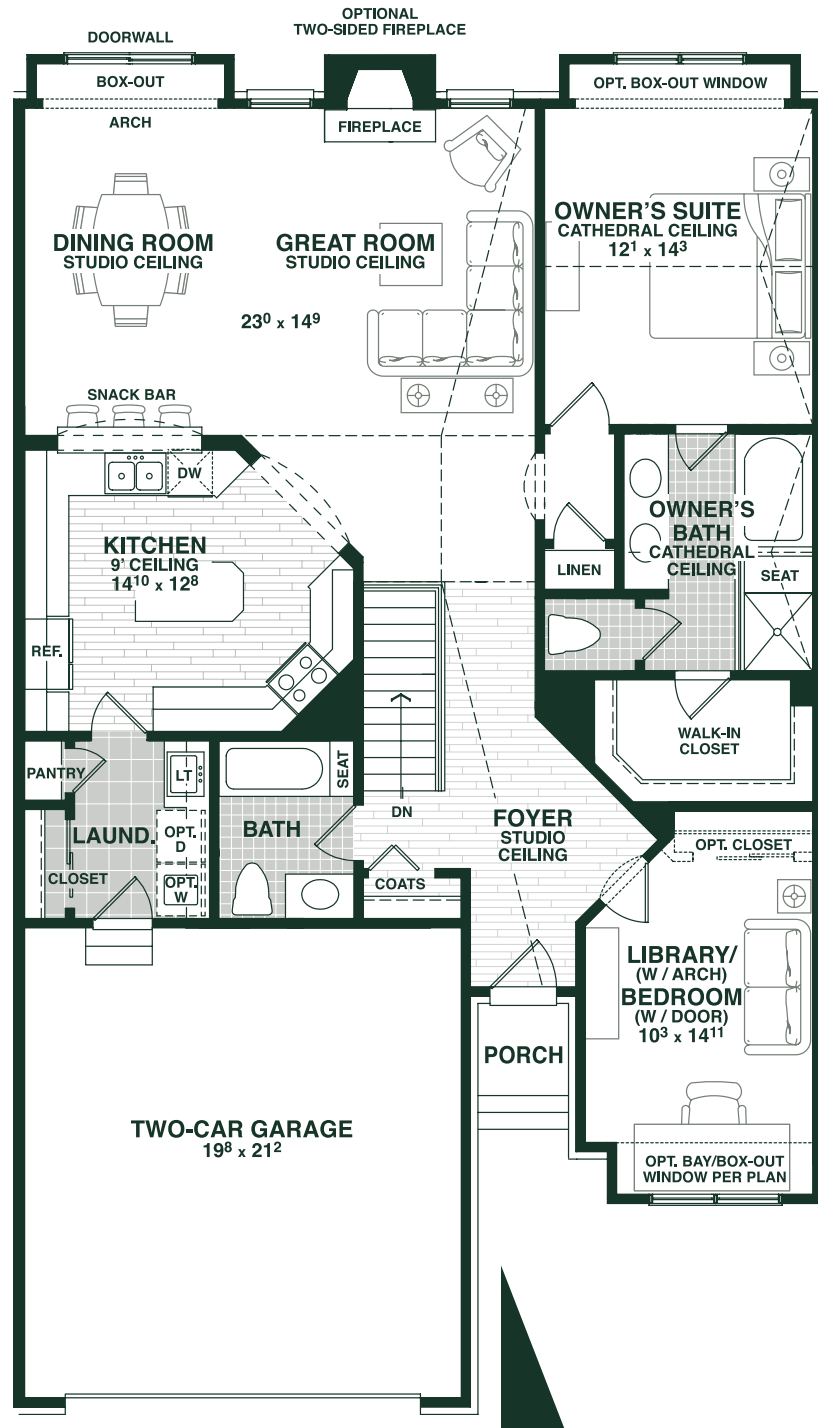 OPTIONAL
TWO-SIDED FIREPLACE
DOORWALL
BOX-OUT
ARCH
FIREPLACE
OPT. BOX-OUT WINDOW
DINING ROOM
STUDIO CEILING
GREAT ROOM
STUDIO CEILING
23⁰ x 14⁹
OWNER'S SUITE
CATHEDRAL CEILING
12¹ x 14³
SNACK BAR
DW
KITCHEN
9' CEILING
14¹⁰ x 12⁸
REF.
LINEN
OWNER'S
BATH
CATHEDRAL
CEILING
SEAT
WALK-IN
CLOSET
PANTRY
LT
LAUND.
OPT.
D
OPT.
W
CLOSET
SEAT
BATH
DN
COATS
FOYER
STUDIO
CEILING
OPT. CLOSET
LIBRARY/
(W / ARCH)
BEDROOM
(W / DOOR)
10³ x 14¹¹
PORCH
OPT. BAY/BOX-OUT
WINDOW PER PLAN
TWO-CAR GARAGE
19⁸ x 21²